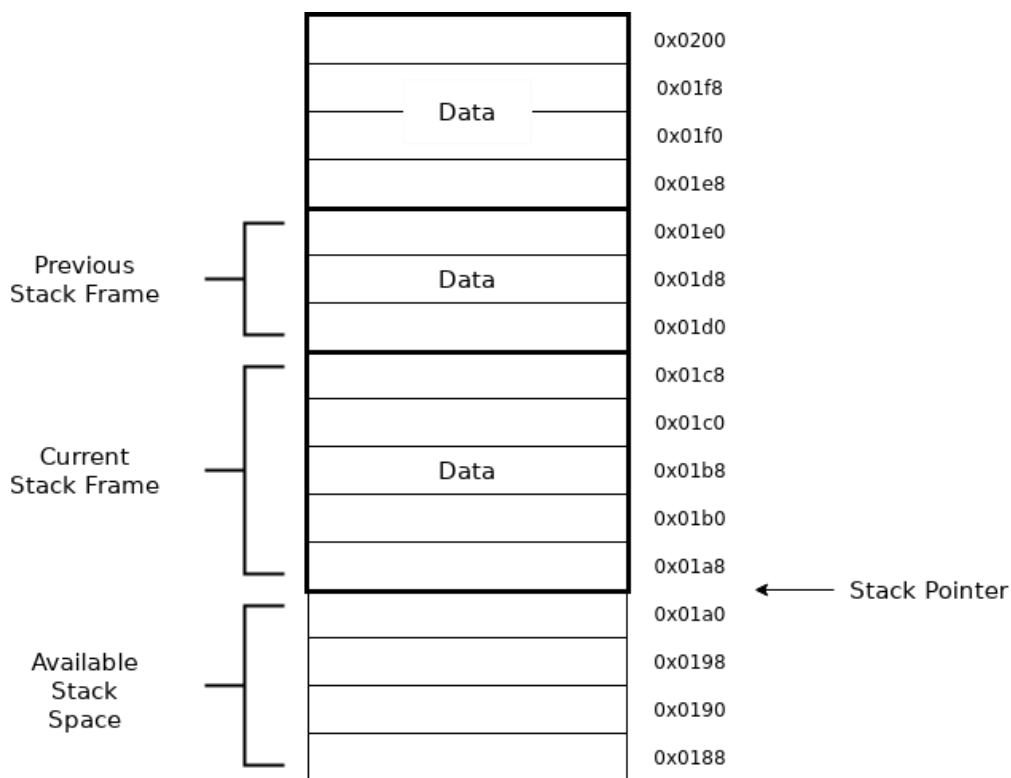 0x0200
0x01f8
Data
0x01f0
0x01e8
0x01e0
Previous
Stack Frame
Data
0x01d8
0x01d0
0x01c8
0x01c0
Current
Stack Frame
Data
0x01b8
0x01b0
0x01a8
Stack Pointer
0x01a0
Available
Stack
Space
0x0198
0x0190
0x0188